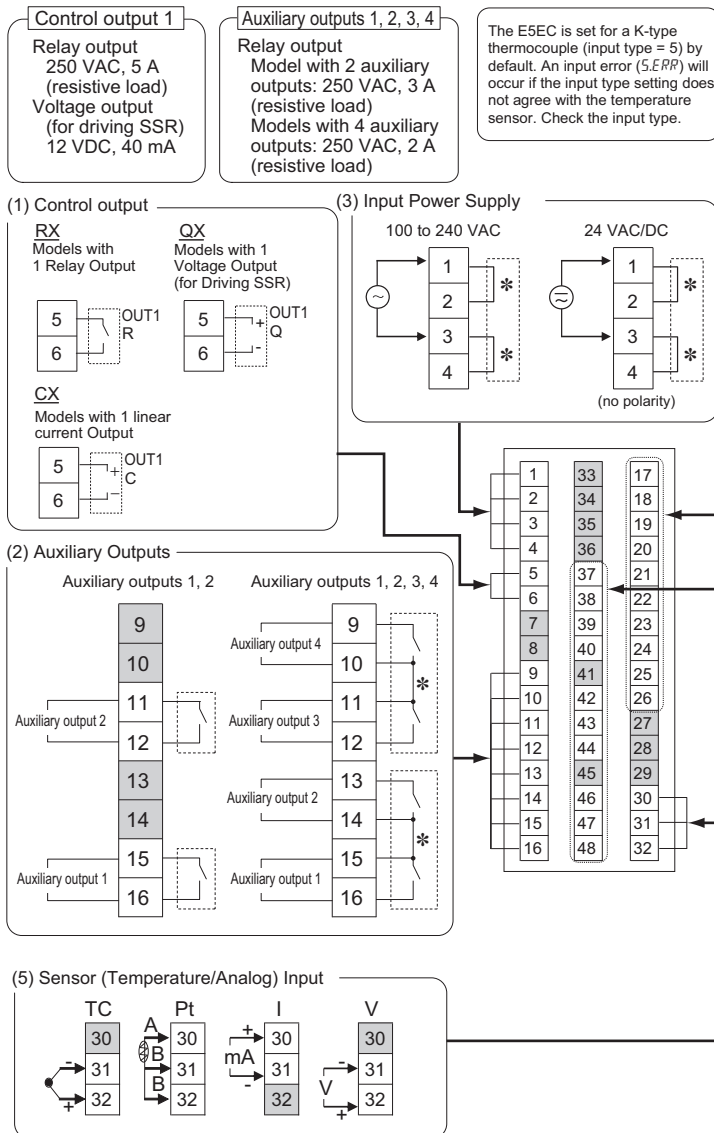 Control output 1
Relay output
250 VAC, 5 A
(resistive load)
Voltage output
(for driving SSR)
12 VDC, 40 mA
Auxiliary outputs 1, 2, 3, 4
Relay output
Model with 2 auxiliary
outputs: 250 VAC, 3 A
(resistive load)
Models with 4 auxiliary
outputs: 250 VAC, 2 A
(resistive load)
The E5EC is set for a K-type
thermocouple (input type = 5) by
default. An input error (S.ERR) will
occur if the input type setting does
not agree with the temperature
sensor. Check the input type.
(1) Control output
RX
Models with
1 Relay Output
5
6
OUT1
R
QX
Models with 1
Voltage Output
(for Driving SSR)
5
6
+
-
OUT1
Q
CX
Models with 1 linear
current Output
5
6
+
-
OUT1
C
(3) Input Power Supply
100 to 240 VAC
1
2
3
4
*
*
24 VAC/DC
1
2
3
4
*
*
(no polarity)
(2) Auxiliary Outputs
Auxiliary outputs 1, 2
9
10
11
12
13
14
15
16
Auxiliary output 2
Auxiliary output 1
Auxiliary outputs 1, 2, 3, 4
9
10
11
12
13
14
15
16
Auxiliary output 4
Auxiliary output 3
Auxiliary output 2
Auxiliary output 1
*
*
1 33 17
2 34 18
3 35 19
4 36 20
5 37 21
6 38 22
7 39 23
8 40 24
9 41 25
10 42 26
11 43 27
12 44 28
13 45 29
14 46 30
15 47 31
16 48 32
(5) Sensor (Temperature/Analog) Input
TC
30
- 31
+ 32
Pt
A 30
B 31
B 32
I
+ 30
mA
- 31
32
V
30
- 31
V
+ 32